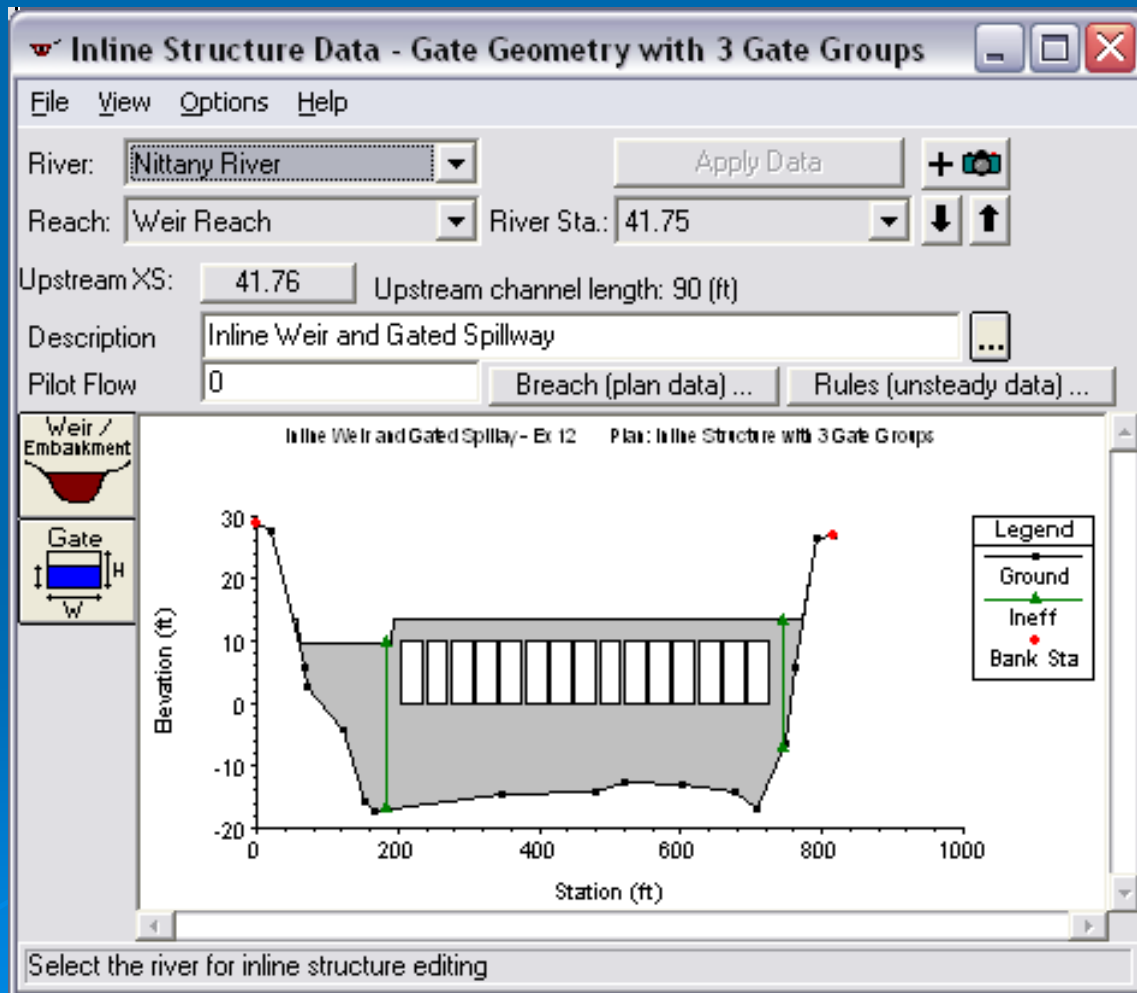 Inline Structure Data - Gate Geometry with 3 Gate Groups
File View Options Help
River: Nittany River Apply Data +
Reach: Weir Reach River Sta.: 41.75
Upstream XS: 41.76 Upstream channel length: 90 (ft)
Description Inline Weir and Gated Spillway ...
Pilot Flow 0 Breach (plan data) ... Rules (unsteady data) ...
Weir / Embankment
Gate
H
W
Inline Weir and Gated Spillay - Ex 12 Plan: Inline Structure with 3 Gate Groups
30
20
10
0
-10
-20
Elevation (ft)
0 200 400 600 800 1000
Station (ft)
Legend
Ground
Ineff
Bank Sta
Select the river for inline structure editing